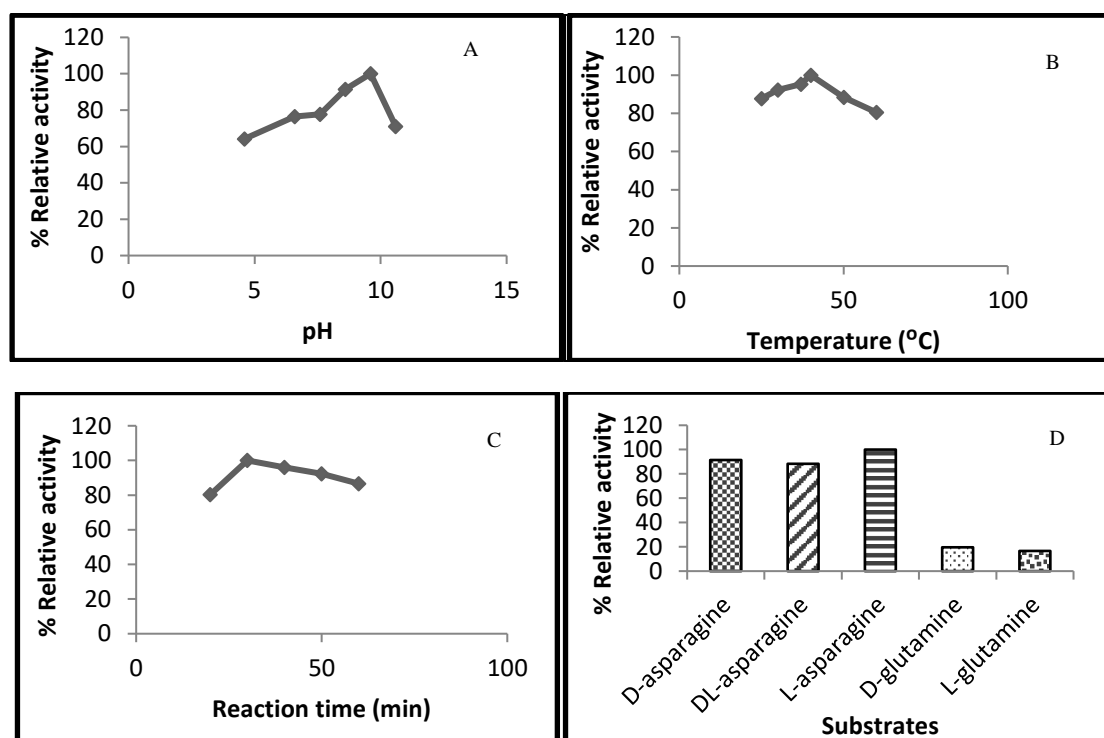 A
% Relative activity
120
100
80
60
40
20
0
0 5 10 15
pH
B
% Relative activity
120
100
80
60
40
20
0
0 50 100
Temperature (⁰C)
C
% Relative activity
120
100
80
60
40
20
0
0 50 100
Reaction time (min)
D
% Relative activity
120
100
80
60
40
20
0
D-asparagine
DL-asparagine
L-asparagine
D-glutamine
L-glutamine
Substrates